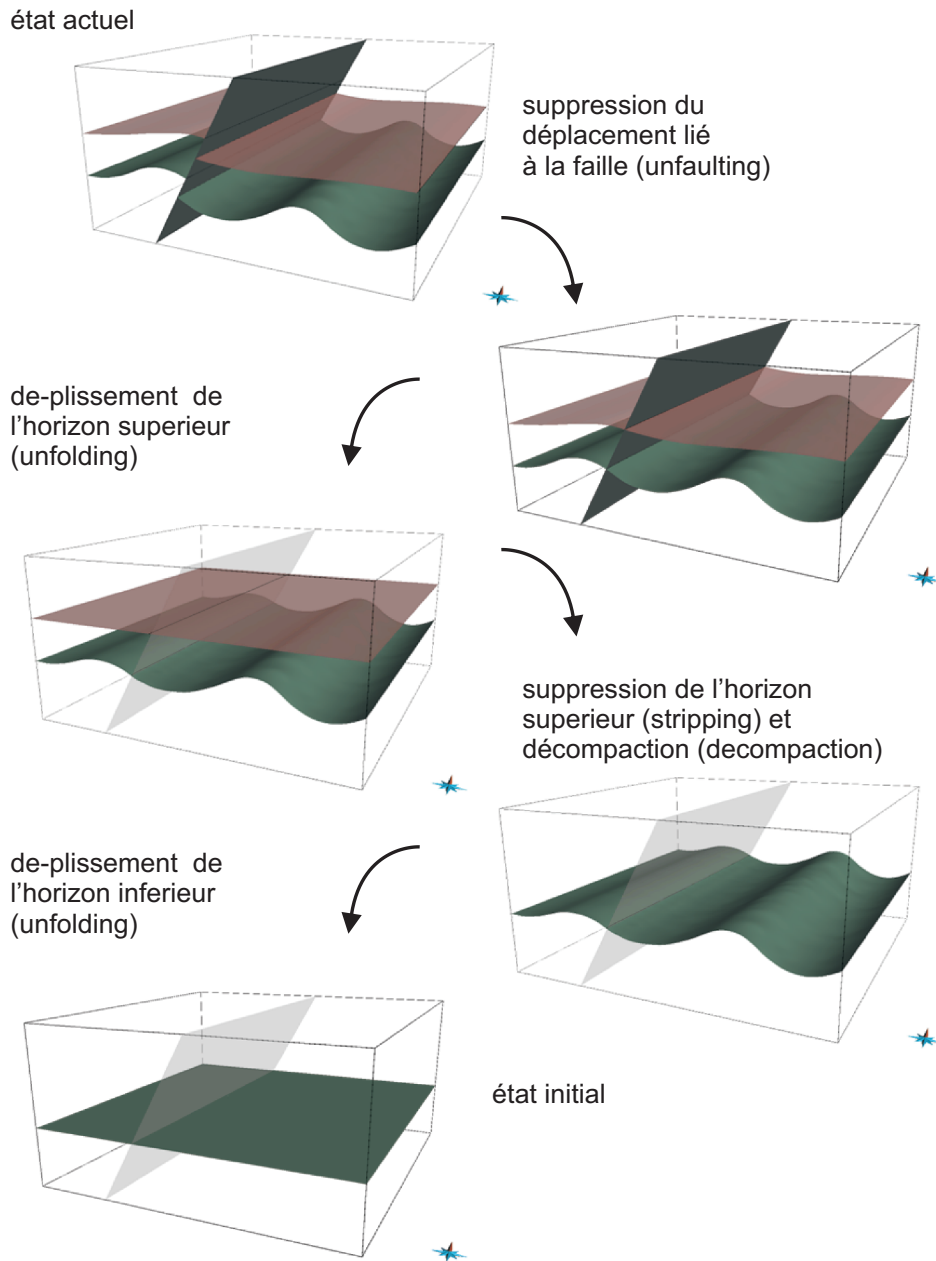 état actuel
suppression du
déplacement lié
à la faille (unfaulting)
de-plissement de
l'horizon superieur
(unfolding)
suppression de l'horizon
superieur (stripping) et
décompaction (decompaction)
de-plissement de
l'horizon inferieur
(unfolding)
état initial